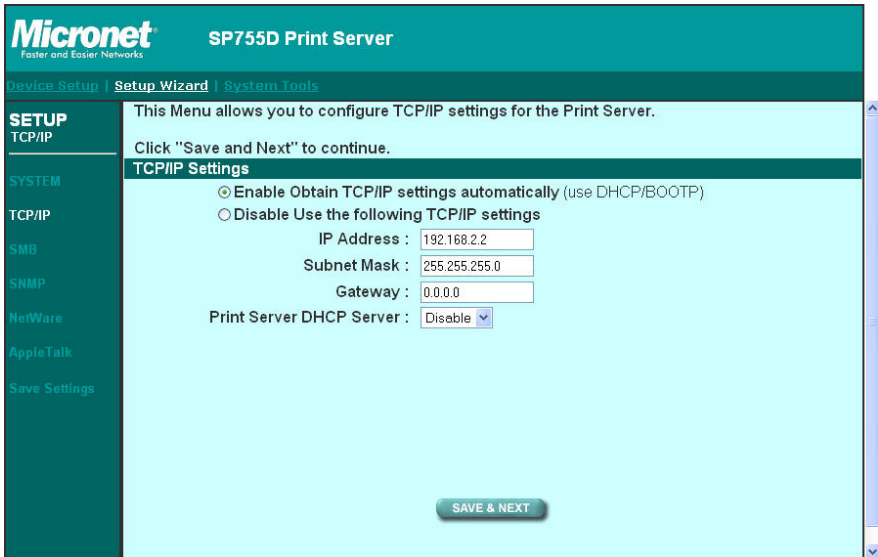 Micronet
Faster and Easier Networks
SP755D Print Server
Device Setup | Setup Wizard | System Tools
SETUP
TCP/IP
SYSTEM
TCP/IP
SMB
SNMP
NetWare
AppleTalk
Save Settings
This Menu allows you to configure TCP/IP settings for the Print Server.
Click "Save and Next" to continue.
TCP/IP Settings
Enable Obtain TCP/IP settings automatically (use DHCP/BOOTP)
Disable Use the following TCP/IP settings
IP Address : 192.168.2.2
Subnet Mask : 255.255.255.0
Gateway : 0.0.0.0
Print Server DHCP Server : Disable
SAVE & NEXT